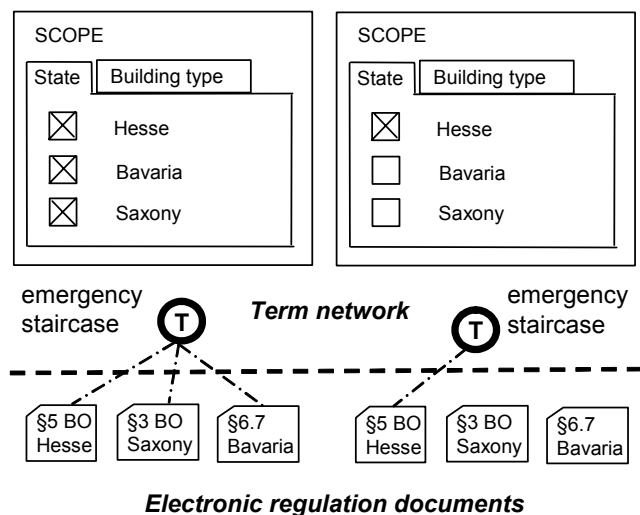 SCOPE
State
Building type
Hesse
Bavaria
Saxony
SCOPE
State
Building type
Hesse
Bavaria
Saxony
emergency
staircase
T
Term network
T
emergency
staircase
§5 BO
Hesse
§3 BO
Saxony
§6.7
Bavaria
§5 BO
Hesse
§3 BO
Saxony
§6.7
Bavaria
Electronic regulation documents